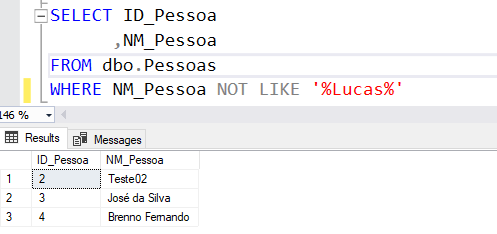 SELECT ID_Pessoa
,NM_Pessoa
FROM dbo.Pessoas
WHERE NM_Pessoa NOT LIKE '%Lucas%'
146 %
Results Messages
ID_Pessoa NM_Pessoa
1 2 Teste02
2 3 José da Silva
3 4 Brenno Fernando